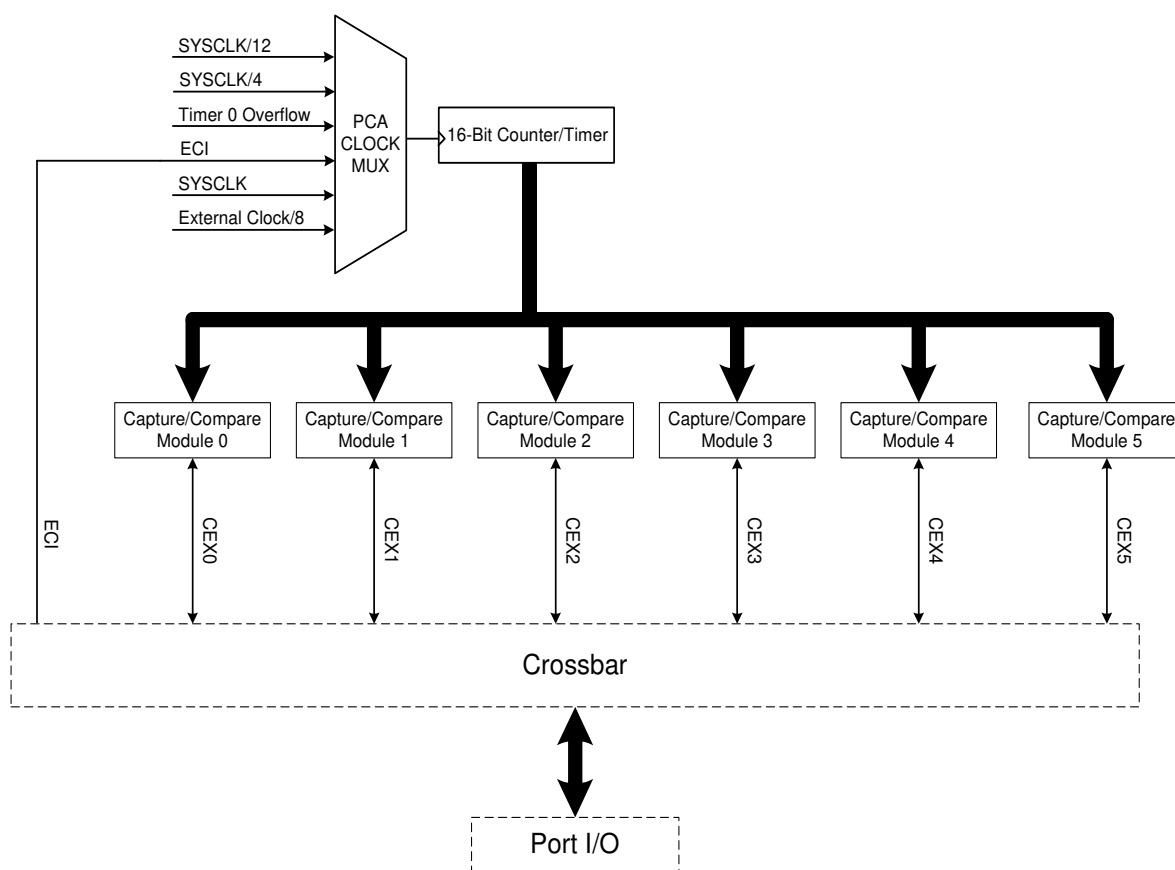 SYSCLK/12
SYSCLK/4
Timer 0 Overflow
ECI
SYSCLK
External Clock/8
PCA
CLOCK
MUX
16-Bit Counter/Timer
Capture/Compare
Module 0
Capture/Compare
Module 1
Capture/Compare
Module 2
Capture/Compare
Module 3
Capture/Compare
Module 4
Capture/Compare
Module 5
ECI
CEX0
CEX1
CEX2
CEX3
CEX4
CEX5
Crossbar
Port I/O